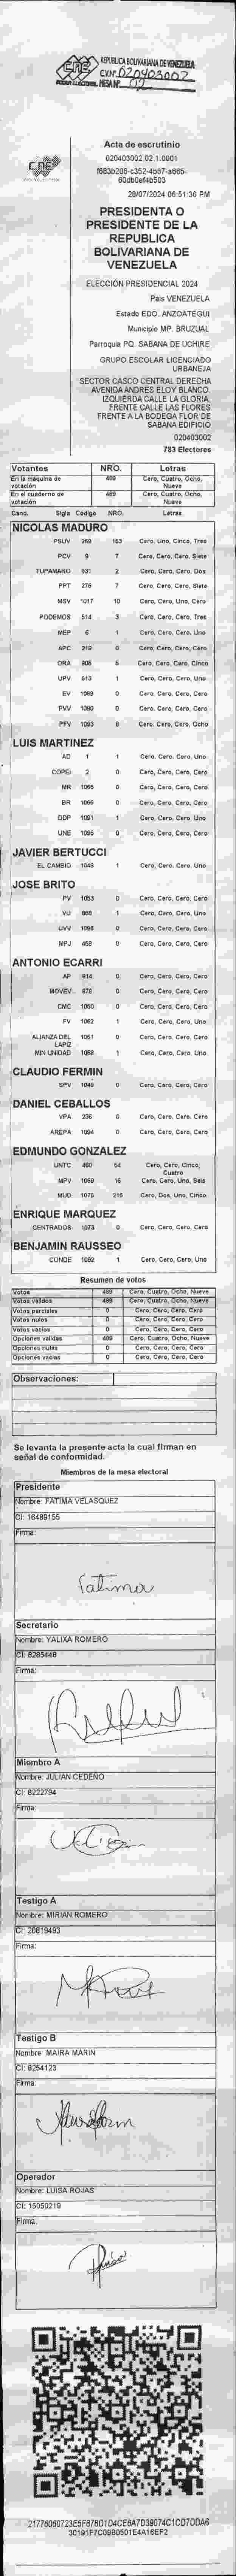 CNE
PODER ELECTORAL
REPUBLICA BOLIVARIANA DE VENEZUELA
CV.Nº 020403002
MESA Nº 02
CNE
Acta de escrutinio
020403002.02.1.0001
28/07/2024 06:51:36 PM
PRESIDENTA O
PRESIDENTE DE LA
REPUBLICA
BOLIVARIANA DE
VENEZUELA
ELECCIÓN PRESIDENCIAL 2024
Pais VENEZUELA
Estado EDO. ANZOATEGUI
Municipio MP. BRUZUAL
Parroquia PQ. SABANA DE UCHIRE
GRUPO ESCOLAR LICENCIADO
URBANEJA
SECTOR CASCO CENTRAL DERECHA
AVENIDA ANDRES ELOY BLANCO.
IZQUIERDA CALLE LA GLORIA.
FRENTE CALLE LAS FLORES
FRENTE A LA BODEGA FLOR DE
SABANA EDIFICIO
020403002
783 Electores
Votantes NRO. Letras
En la máquina de votación 489 Cero, Cuatro, Ocho, Nueve
En el cuaderno de votación 489 Cero, Cuatro, Ocho, Nueve
Cand. Sigla Código NRO. Letras
NICOLAS MADURO
PSUV 269 153 Cero, Uno, Cinco, Tres
PCV 9 7 Cero, Cero, Cero, Siete
TUPAMARO 931 2 Cero, Cero, Cero, Dos
PPT 276 7 Cero, Cero, Cero, Siete
MSV 1017 10 Cero, Cero, Uno, Cero
PODEMOS 514 3 Cero, Cero, Cero, Tres
MEP 6 1 Cero, Cero, Cero, Uno
APC 219 0 Cero, Cero, Cero, Cero
ORA 906 5 Cero, Cero, Cero, Cinco
UPV 613 1 Cero, Cero, Cero, Uno
EV 1089 0 Cero, Cero, Cero, Cero
PVV 1090 0 Cero, Cero, Cero, Cero
PFV 1093 8 Cero, Cero, Cero, Ocho
LUIS MARTINEZ
AD 1 1 Cero, Cero, Cero, Uno
COPEI 2 0 Cero, Cero, Cero, Cero
MR 1065 0 Cero, Cero, Cero, Cero
BR 1066 0 Cero, Cero, Cero, Cero
DDP 1091 1 Cero, Cero, Cero, Uno
UNE 1096 0 Cero, Cero, Cero, Cero
JAVIER BERTUCCI
EL CAMBIO 1049 1 Cero, Cero, Cero, Uno
JOSE BRITO
PV 1053 0 Cero, Cero, Cero, Cero
VU 868 1 Cero, Cero, Cero, Uno
UVV 1098 0 Cero, Cero, Cero, Cero
MPJ 458 0 Cero, Cero, Cero, Cero
ANTONIO ECARRI
AP 914 0 Cero, Cero, Cero, Cero
MOVEV 870 0 Cero, Cero, Cero, Cero
CMC 1050 0 Cero, Cero, Cero, Cero
FV 1062 1 Cero, Cero, Cero, Uno
ALIANZA DEL LAPIZ 1051 0 Cero, Cero, Cero, Cero
MIN UNIDAD 1068 1 Cero, Cero, Cero, Uno
CLAUDIO FERMIN
SPV 1049 0 Cero, Cero, Cero, Cero
DANIEL CEBALLOS
VPA 236 0 Cero, Cero, Cero, Cero
AREPA 1094 0 Cero, Cero, Cero, Cero
EDMUNDO GONZALEZ
UNTC 460 54 Cero, Cero, Cinco, Cuatro
MPV 1069 16 Cero, Cero, Uno, Seis
MUD 1075 215 Cero, Dos, Uno, Cinco
ENRIQUE MARQUEZ
CENTRADOS 1073 0 Cero, Cero, Cero, Cero
BENJAMIN RAUSSEO
CONDE 1092 1 Cero, Cero, Cero, Uno
Resumen de votos
Votos 489 Cero, Cuatro, Ocho, Nueve
Votos validos 489 Cero, Cuatro, Ocho, Nueve
Votos parciales 0 Cero, Cero, Cero, Cero
Votos nulos 0 Cero, Cero, Cero, Cero
Votos vacios 0 Cero, Cero, Cero, Cero
Opciones validas 489 Cero, Cuatro, Ocho, Nueve
Opciones nulas 0 Cero, Cero, Cero, Cero
Opciones vacias 0 Cero, Cero, Cero, Cero
Observaciones:
Se levanta la presente acta la cual firman en
señal de conformidad.
Miembros de la mesa electoral
Presidente
Nombre: FATIMA VELASQUEZ
CI: 16489155
Firma:
Fatima
Secretario
Nombre: YALIXA ROMERO
CI: 8285448
Firma:
Miembro A
Nombre: JULIAN CEDEÑO
CI: 8222794
Firma:
Testigo A
Nombre: MIRIAN ROMERO
CI: 20819493
Firma:
Testigo B
Nombre: MAIRA MARIN
CI: 8254123
Firma:
Operador
Nombre: LUISA ROJAS
CI: 15050219
Firma: